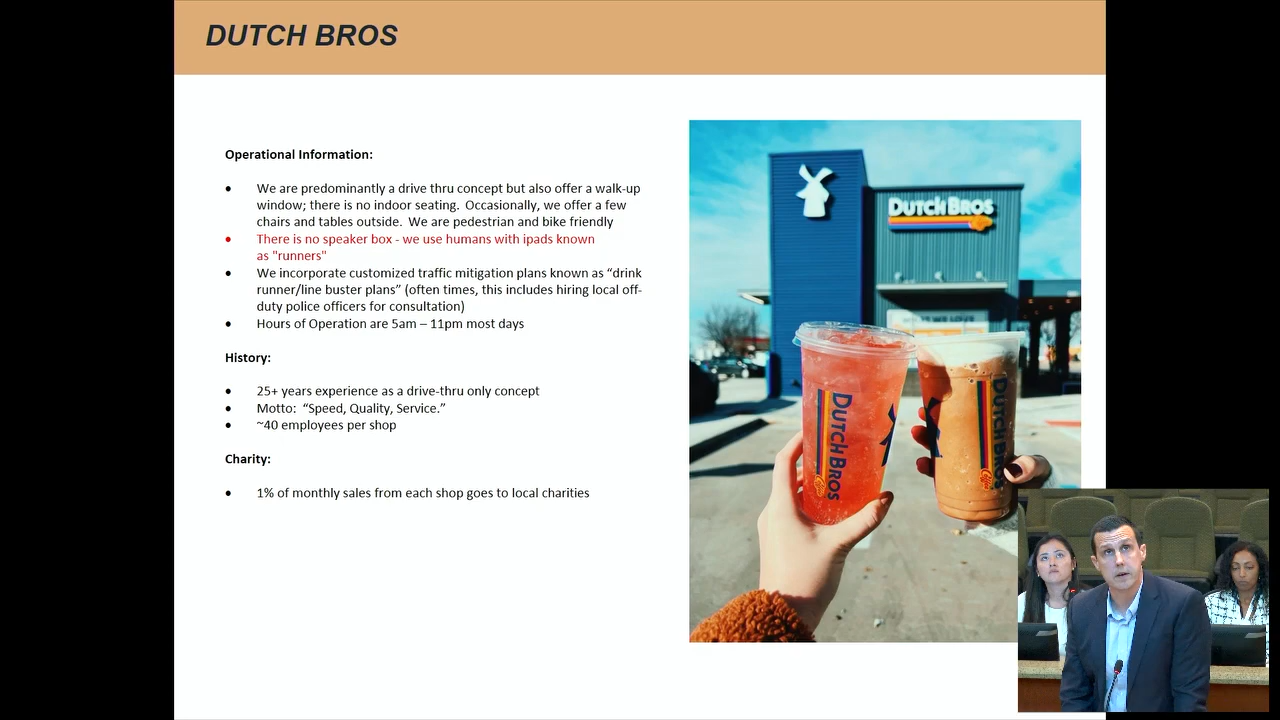 DUTCH BROS
Operational Information:
• We are predominantly a drive thru concept but also offer a walk-up
window; there is no indoor seating. Occasionally, we offer a few
chairs and tables outside. We are pedestrian and bike friendly
• There is no speaker box - we use humans with ipads known
as "runners"
• We incorporate customized traffic mitigation plans known as “drink
runner/line buster plans” (often times, this includes hiring local off-
duty police officers for consultation)
• Hours of Operation are 5am – 11pm most days
History:
• 25+ years experience as a drive-thru only concept
• Motto: “Speed, Quality, Service.”
• ~40 employees per shop
Charity:
• 1% of monthly sales from each shop goes to local charities
DUTCH BROS
DUTCH BROS
DUTCH BROS